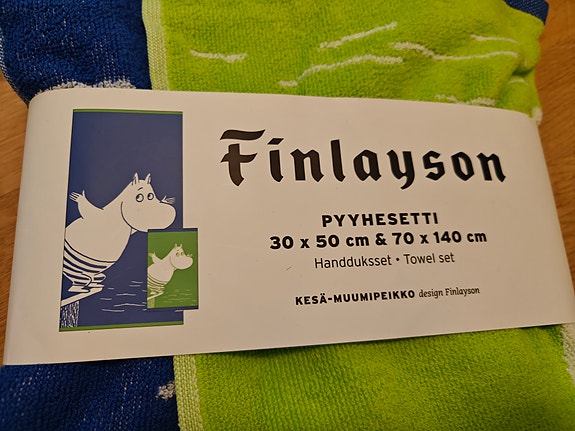 Finlayson
PYYHESETTI
30 x 50 cm & 70 x 140 cm
Handduksset • Towel set
KESÄ-MUUMIPEIKKO design Finlayson